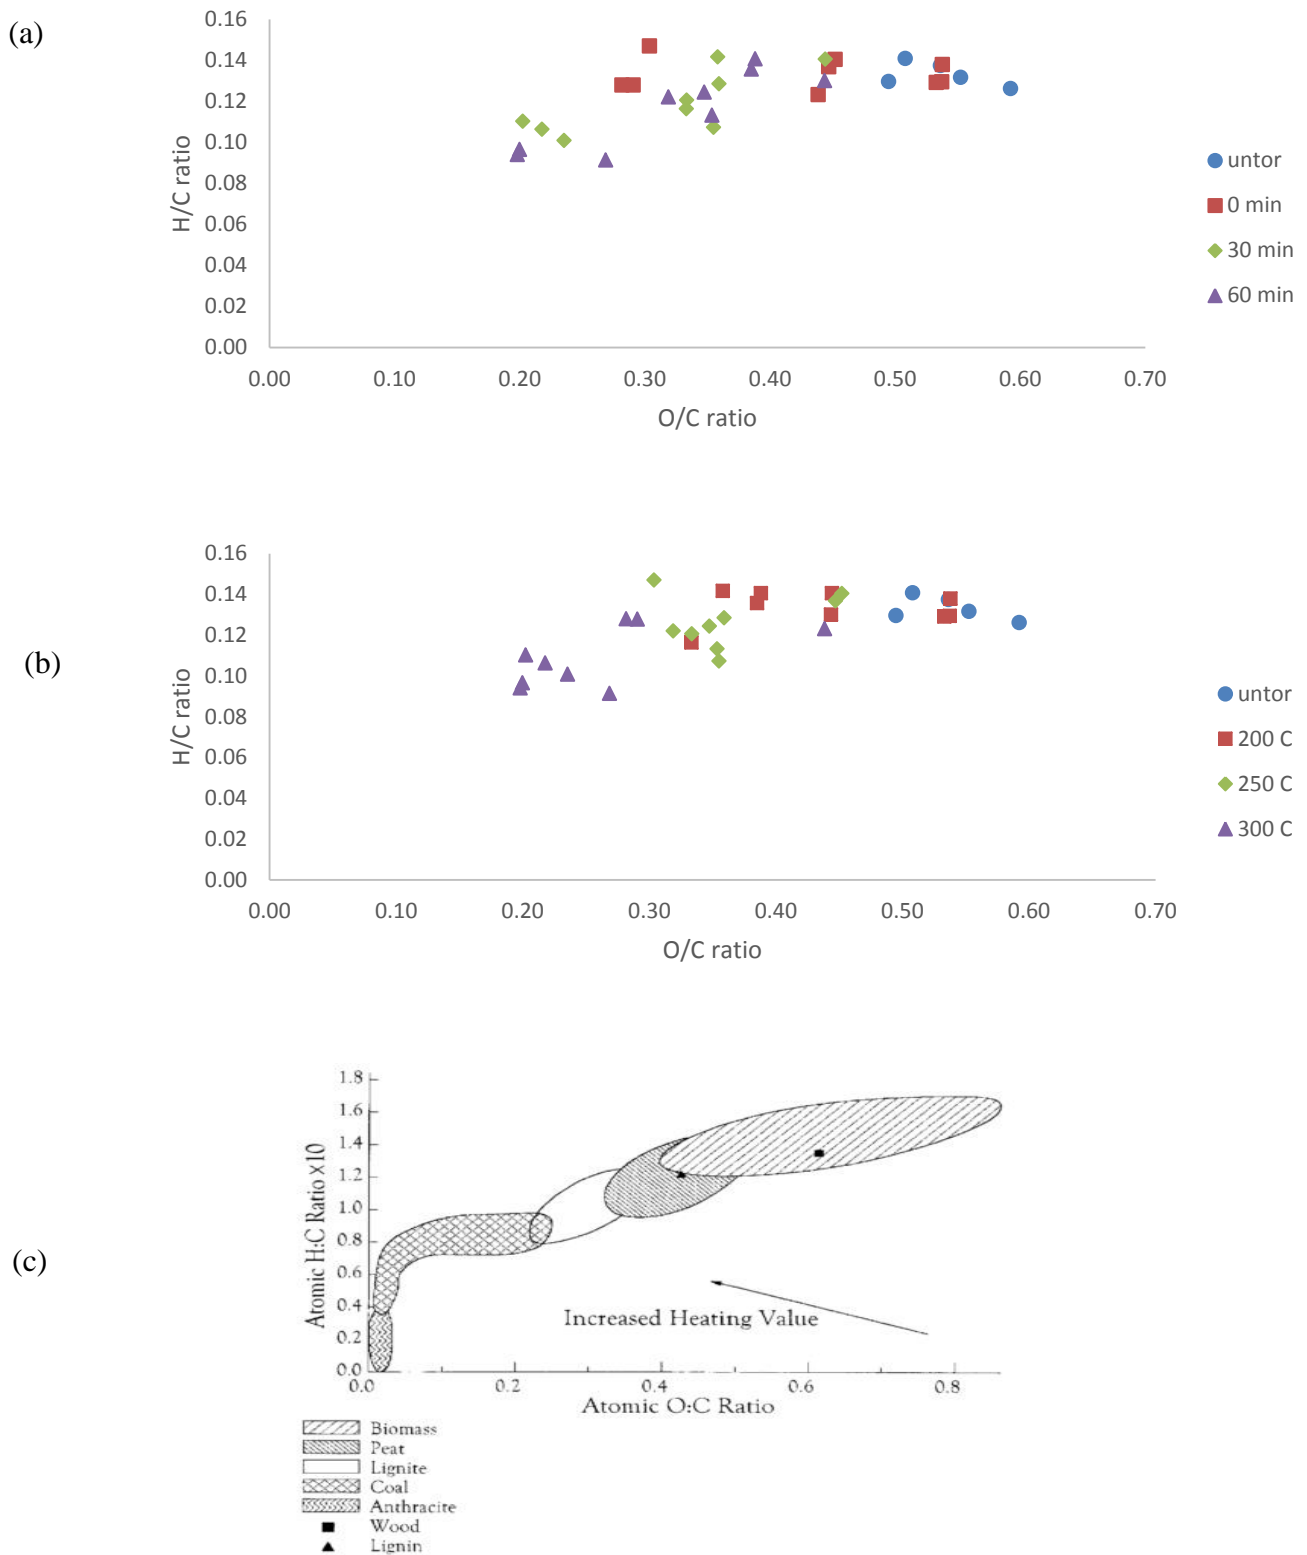 (a)
0.16
0.14
0.12
0.10
0.08
0.06
0.04
0.02
0.00
H/C ratio
0.00 0.10 0.20 0.30 0.40 0.50 0.60 0.70
O/C ratio
untor
0 min
30 min
60 min
(b)
0.16
0.14
0.12
0.10
0.08
0.06
0.04
0.02
0.00
H/C ratio
0.00 0.10 0.20 0.30 0.40 0.50 0.60 0.70
O/C ratio
untor
200 C
250 C
300 C
(c)
1.8
1.6
1.4
1.2
1.0
0.8
0.6
0.4
0.2
0.0
Atomic H:C Ratio x10
Increased Heating Value
0.0 0.2 0.4 0.6 0.8
Atomic O:C Ratio
Biomass
Peat
Lignite
Coal
Anthracite
Wood
Lignin